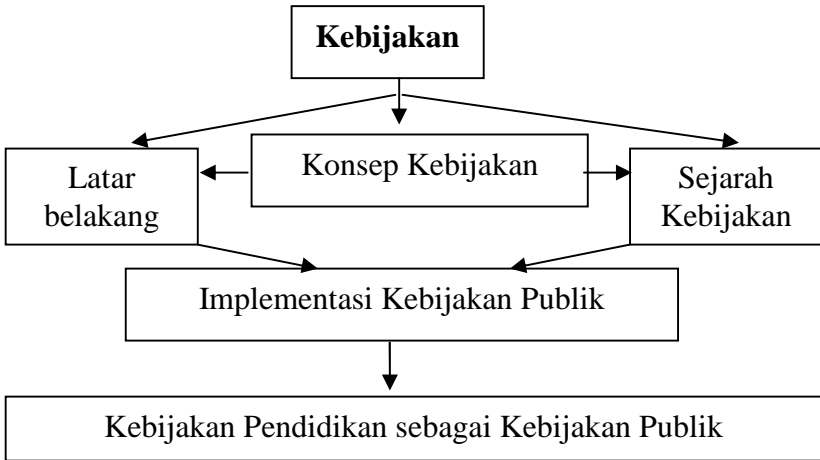 Kebijakan
Konsep Kebijakan
Latar
belakang
Sejarah
Kebijakan
Implementasi Kebijakan Publik
Kebijakan Pendidikan sebagai Kebijakan Publik